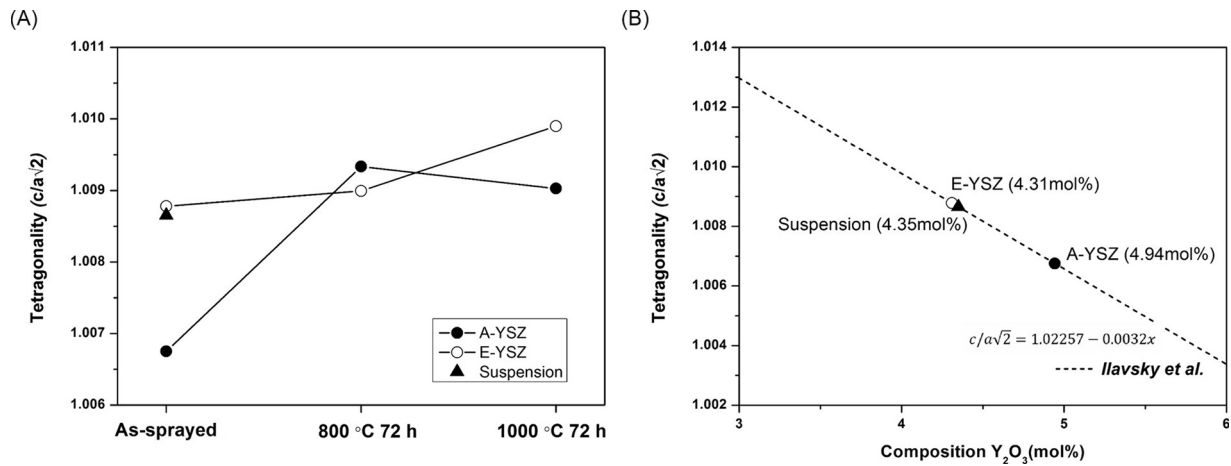 (A)
1.011
1.010
1.009
1.008
1.007
1.006
Tetragonality (c/a√2)
As-sprayed
800 °C 72 h
1000 °C 72 h
A-YSZ
E-YSZ
Suspension
(B)
1.014
1.012
1.010
1.008
1.006
1.004
1.002
Tetragonality (c/a√2)
E-YSZ (4.31mol%)
Suspension (4.35mol%)
A-YSZ (4.94mol%)
c/a√2 = 1.02257 − 0.0032x
Ilavsky et al.
3
4
5
6
Composition Y₂O₃(mol%)